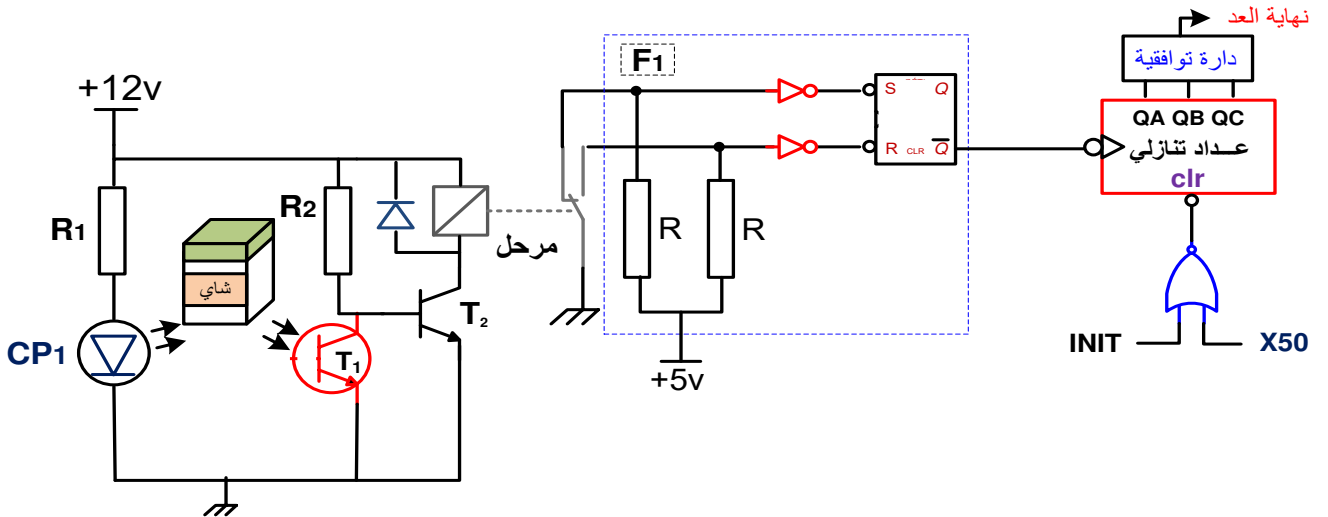 نهاية العد
دارة توافقية
QA QB QC
عداد تنازلي
clr
INIT
X50
F1
S Q
R CLR Q
R R
+5v
+12v
R1
R2
شاي
CP1
T1
T2
مرحل